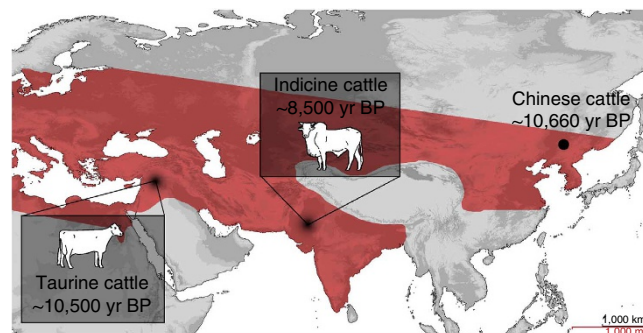 Indicine cattle
~8,500 yr BP
Chinese cattle
~10,660 yr BP
Taurine cattle
~10,500 yr BP
1,000 km